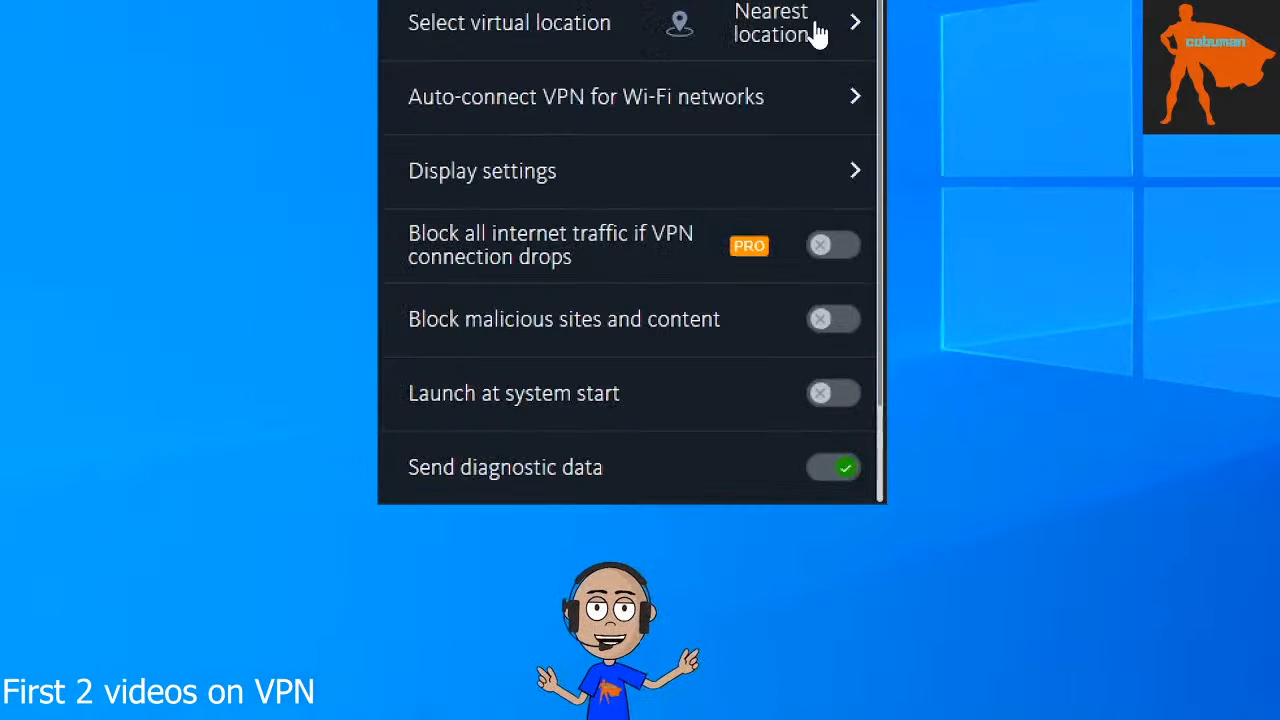 Select virtual location
Nearest
location
cobuman
Auto-connect VPN for Wi-Fi networks
Display settings
Block all internet traffic if VPN
connection drops
PRO
Block malicious sites and content
Launch at system start
Send diagnostic data
First 2 videos on VPN